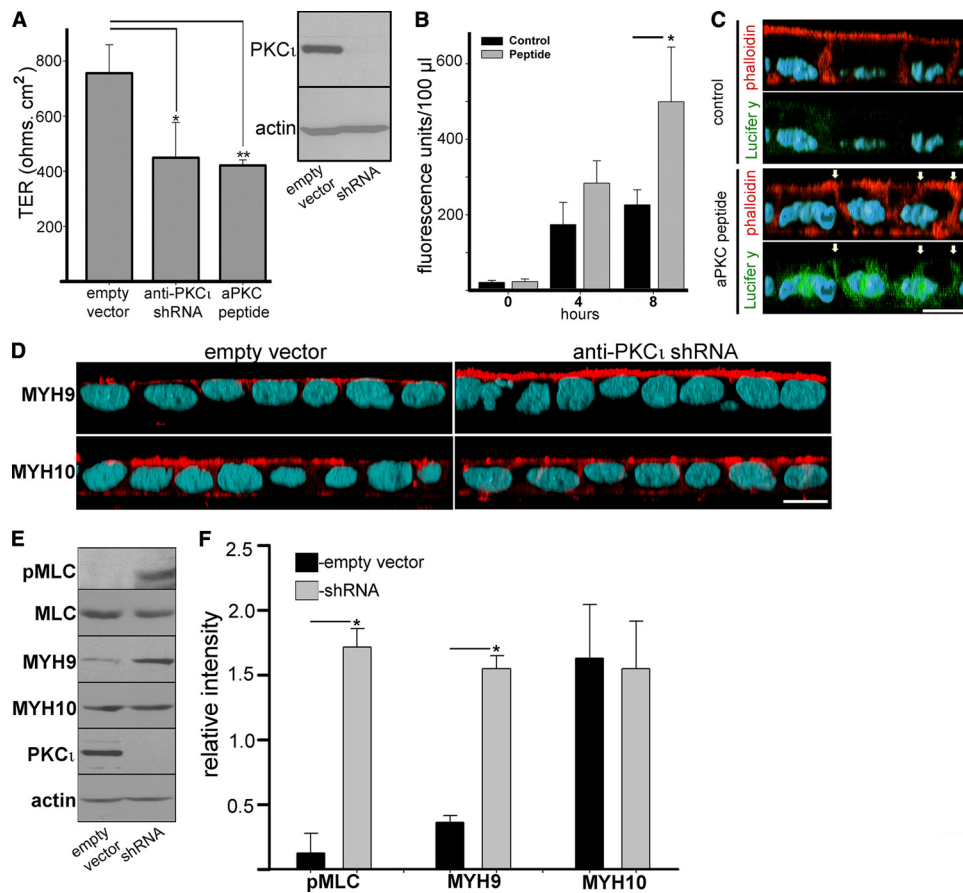 A
TER (ohms. cm²)
800
600
400
200
*
**
empty
vector
anti-PKCι
shRNA
aPKC
peptide
PKCι
actin
empty
vector
shRNA
B
fluorescence units/100 µl
600
400
200
Control
Peptide
*
0
4
8
hours
C
control
phalloidin
Lucifer y
aPKC peptide
phalloidin
Lucifer y
D
empty vector
anti-PKCι shRNA
MYH9
MYH10
E
pMLC
MLC
MYH9
MYH10
PKCι
actin
empty
vector
shRNA
F
relative intensity
2.5
2.0
1.5
1.0
0.5
-empty vector
-shRNA
*
*
pMLC
MYH9
MYH10